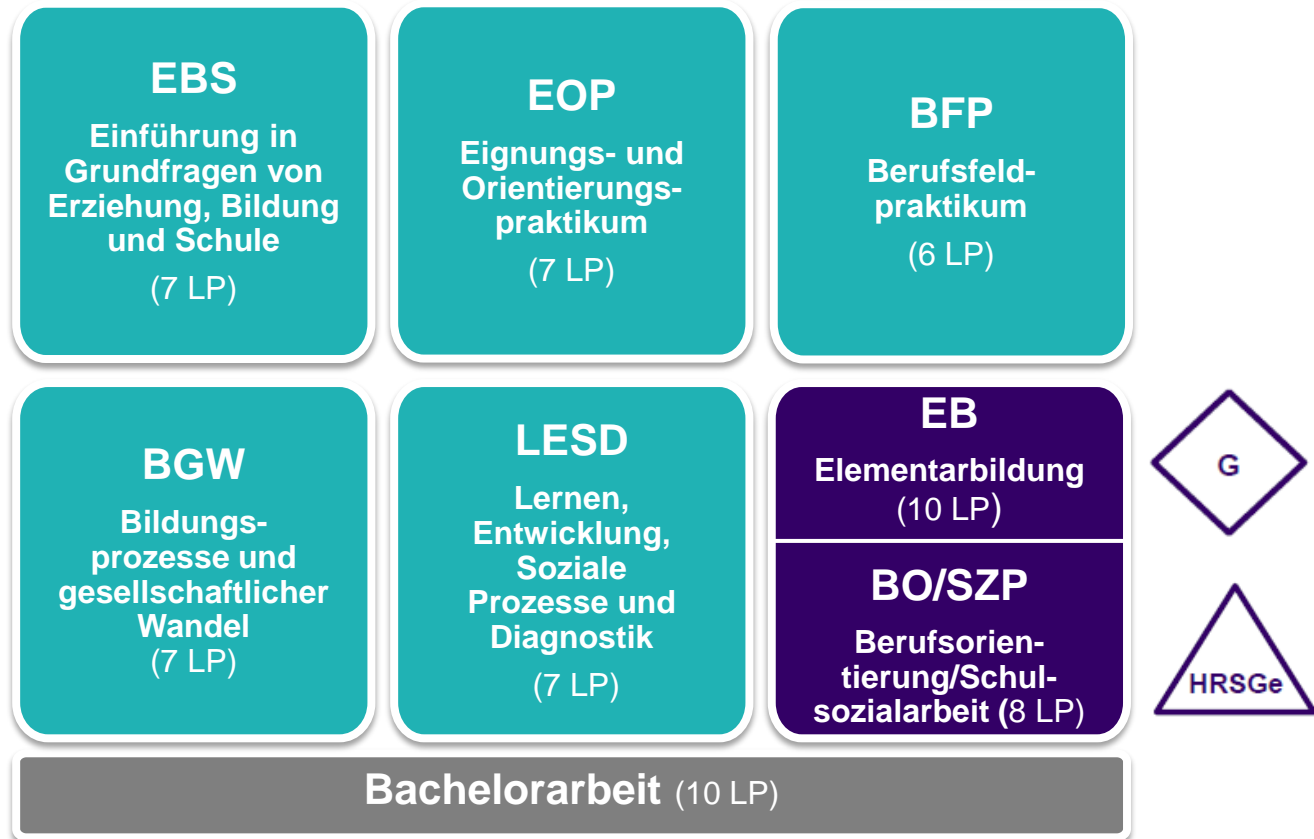 EBS
Einführung in
Grundfragen von
Erziehung, Bildung
und Schule
(7 LP)
EOP
Eignungs- und
Orientierungs-
praktikum
(7 LP)
BFP
Berufsfeld-
praktikum
(6 LP)
BGW
Bildungs-
prozesse und
gesellschaftlicher
Wandel
(7 LP)
LESD
Lernen,
Entwicklung,
Soziale
Prozesse und
Diagnostik
(7 LP)
EB
Elementarbildung
(10 LP)
G
BO/SZP
Berufsorien-
tierung/Schul-
sozialarbeit (8 LP)
HRSGe
Bachelorarbeit (10 LP)